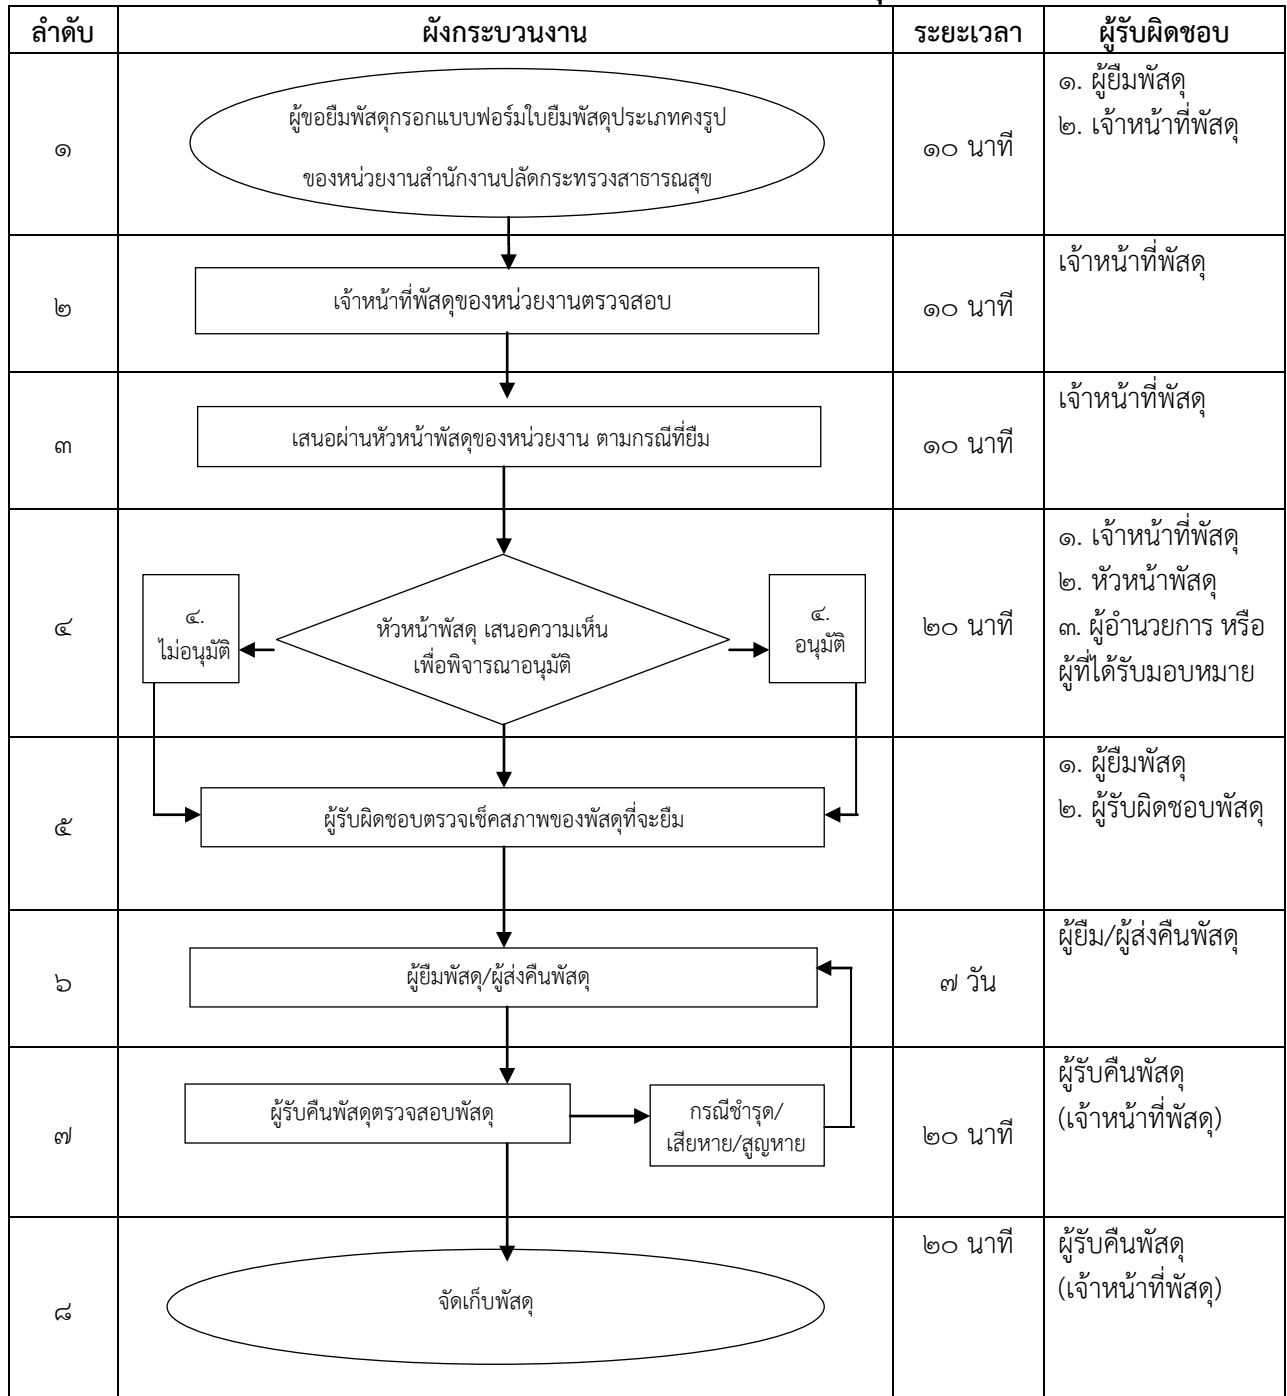 ลำดับ
ผังกระบวนงาน
ระยะเวลา
ผู้รับผิดชอบ
๑
ผู้ขอยืมพัสดุกรอกแบบฟอร์มใบยืมพัสดุประเภทคงรูป
ของหน่วยงานสำนักงานปลัดกระทรวงสาธารณสุข
๑๐ นาที
๑. ผู้ยืมพัสดุ
๒. เจ้าหน้าที่พัสดุ
๒
เจ้าหน้าที่พัสดุของหน่วยงานตรวจสอบ
๑๐ นาที
เจ้าหน้าที่พัสดุ
๓
เสนอผ่านหัวหน้าพัสดุของหน่วยงาน ตามกรณีที่ยืม
๑๐ นาที
เจ้าหน้าที่พัสดุ
๔
๔.
ไม่อนุมัติ
หัวหน้าพัสดุ เสนอความเห็น
เพื่อพิจารณาอนุมัติ
๔.
อนุมัติ
๒๐ นาที
๑. เจ้าหน้าที่พัสดุ
๒. หัวหน้าพัสดุ
๓. ผู้อำนวยการ หรือ
ผู้ที่ได้รับมอบหมาย
๕
ผู้รับผิดชอบตรวจเช็คสภาพของพัสดุที่จะยืม
๑. ผู้ยืมพัสดุ
๒. ผู้รับผิดชอบพัสดุ
๖
ผู้ยืมพัสดุ/ผู้ส่งคืนพัสดุ
๗ วัน
ผู้ยืม/ผู้ส่งคืนพัสดุ
๗
ผู้รับคืนพัสดุตรวจสอบพัสดุ
กรณีชำรุด/
เสียหาย/สูญหาย
๒๐ นาที
ผู้รับคืนพัสดุ
(เจ้าหน้าที่พัสดุ)
๘
จัดเก็บพัสดุ
๒๐ นาที
ผู้รับคืนพัสดุ
(เจ้าหน้าที่พัสดุ)